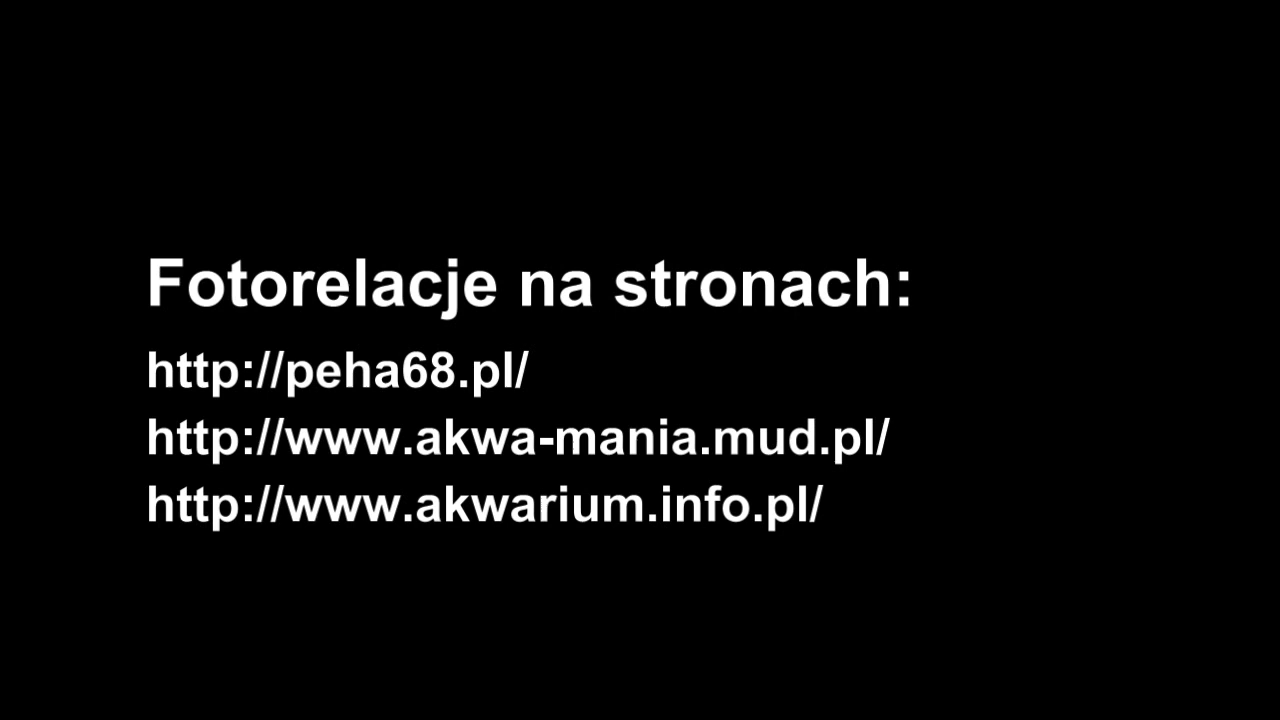 Fotorelacje na stronach:
http://peha68.pl/
http://www.akwa-mania.mud.pl/
http://www.akwarium.info.pl/